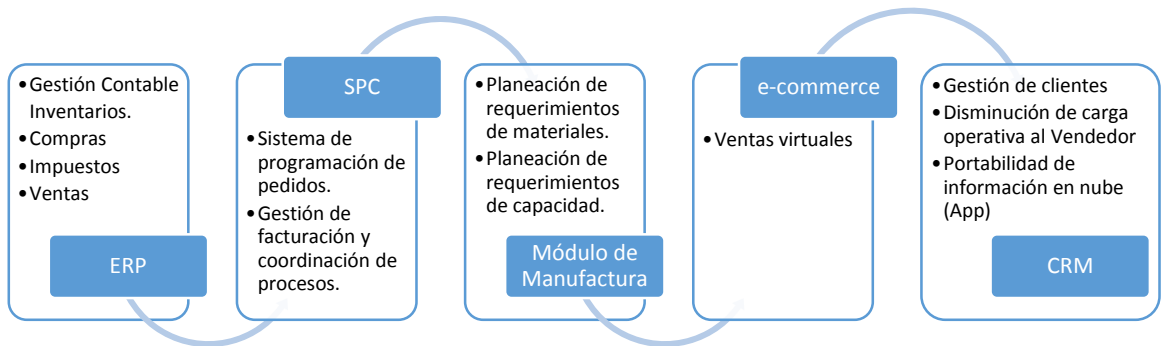 •Gestión Contable
Inventarios.
•Compras
•Impuestos
•Ventas
ERP
SPC
•Sistema de
programación de
pedidos.
•Gestión de
facturación y
coordinación de
procesos.
•Planeación de
requerimientos
de materiales.
•Planeación de
requerimientos
de capacidad.
Módulo de
Manufactura
e-commerce
•Ventas virtuales
•Gestión de clientes
•Disminución de carga
operativa al Vendedor
•Portabilidad de
información en nube
(App)
CRM